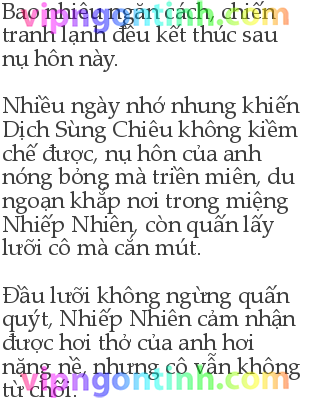 Bao nhiêu ngăn cách, chiến
tranh lạnh đều kết thúc sau
nụ hôn này.
Nhiều ngày nhớ nhung khiến
Dịch Sùng Chiêu không kiềm
chế được, nụ hôn của anh
nóng bỏng mà triền miên, du
ngoạn khắp nơi trong miệng
Nhiếp Nhiên, còn quấn lấy
lưỡi cô mà cắn mút.
Đầu lưỡi không ngừng quấn
quýt, Nhiếp Nhiên cảm nhận
được hơi thở của anh hơi
nặng nề, nhưng cô vẫn không
từ chối.
vipngontinh.com
vipngontinh.com